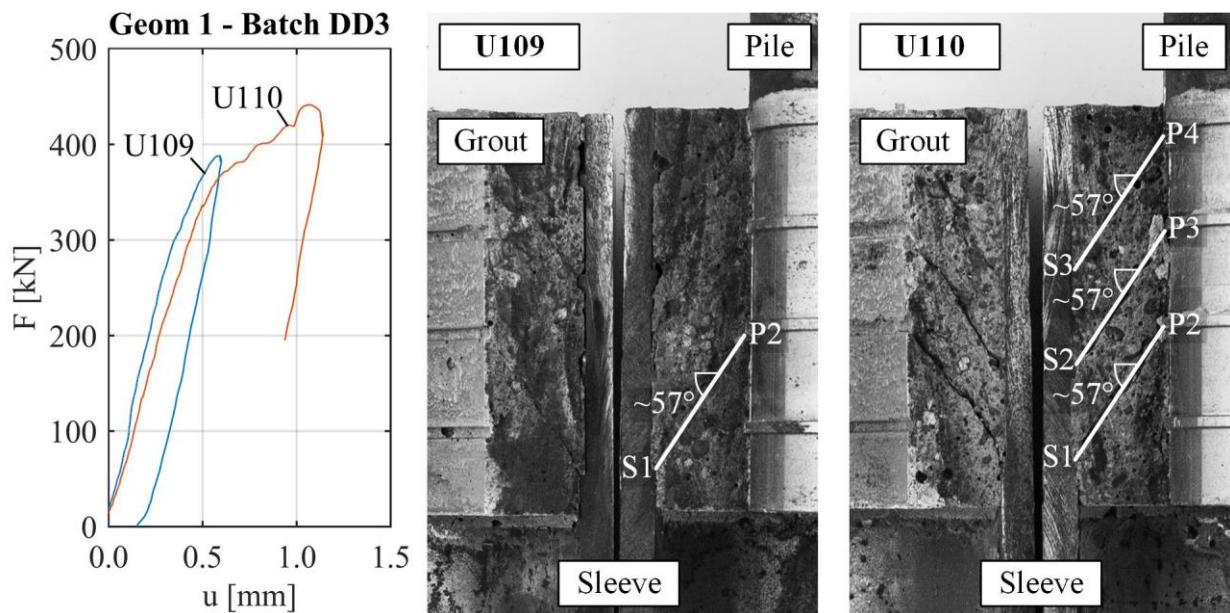 Geom 1 - Batch DD3
500
400
300
200
100
0
F [kN]
U110
U109
0.0 0.5 1.0 1.5
u [mm]
U109
Pile
Grout
P2
~57°
S1
Sleeve
U110
Pile
Grout
P4
~57°
S3
P3
~57°
S2
P2
~57°
S1
Sleeve